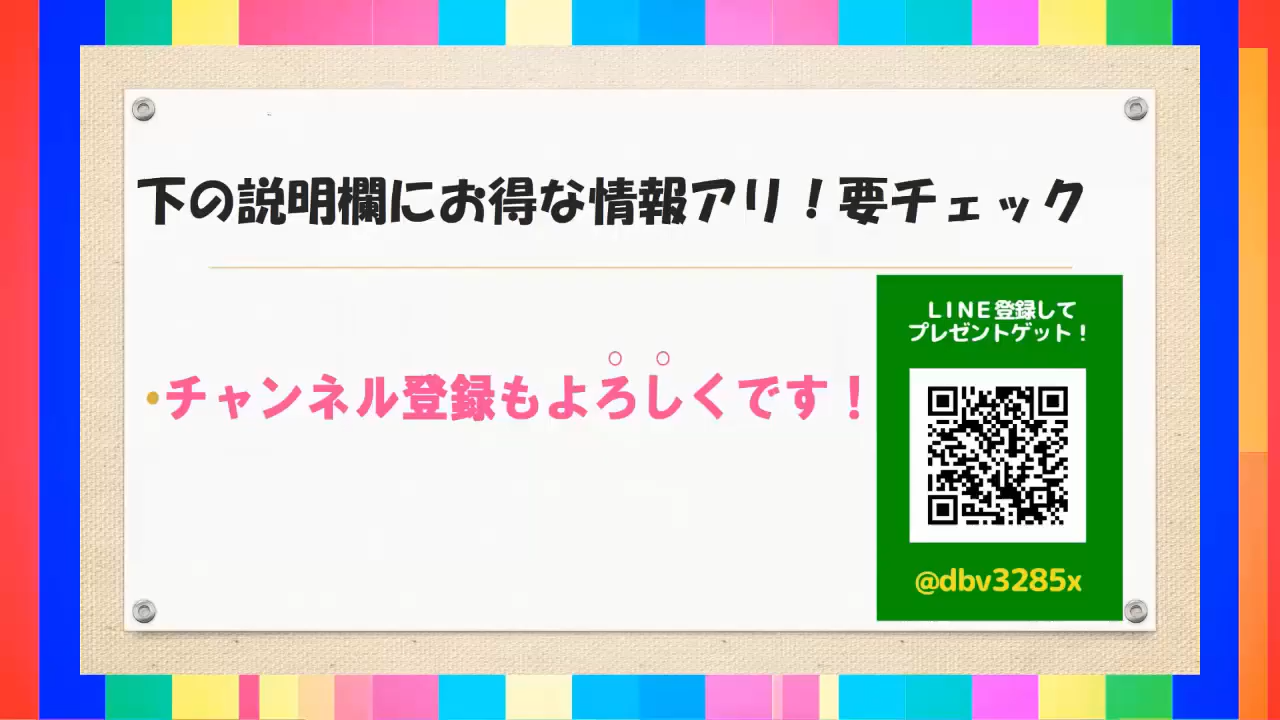 下の説明欄にお得な情報アリ！要チェック
•チャンネル登録もよろしくです！
LINE登録して
プレゼントゲット！
@dbv3285x